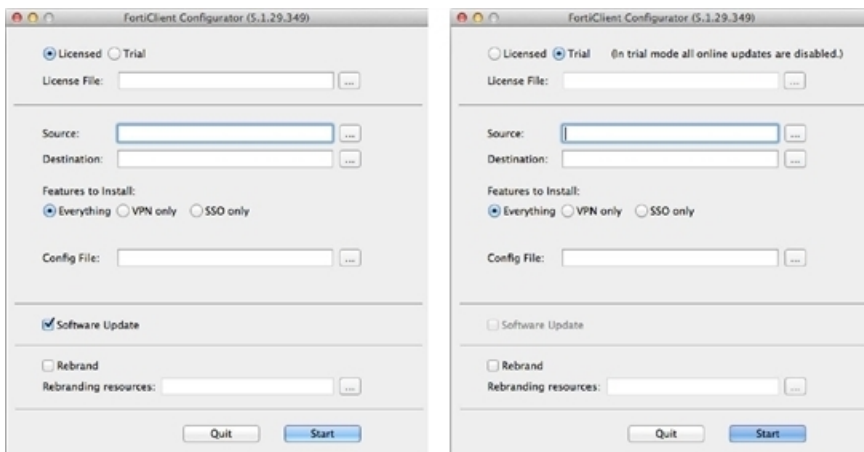 FortiClient Configurator (5.1.29.349)
Licensed Trial
License File: ...
Source: ...
Destination: ...
Features to Install:
Everything VPN only SSO only
Config File: ...
Software Update
Rebrand
Rebranding resources: ...
Quit Start
FortiClient Configurator (5.1.29.349)
Licensed Trial (In trial mode all online updates are disabled.)
License File: ...
Source: ...
Destination: ...
Features to Install:
Everything VPN only SSO only
Config File: ...
Software Update
Rebrand
Rebranding resources: ...
Quit Start